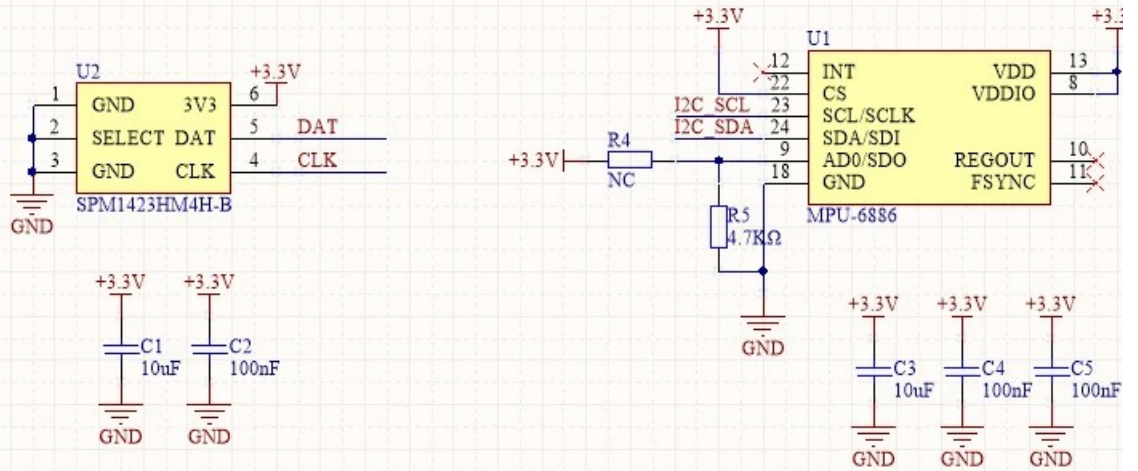 U2
+3.3V
1 GND 3V3 6
2 SELECT DAT 5 DAT
3 GND CLK 4 CLK
SPM1423HM4H-B
GND
+3.3V +3.3V
C1 C2
10uF 100nF
GND GND
+3.3V
U1
12 INT VDD 13
22 CS VDDIO 8
I2C_SCL 23 SCL/SCLK
I2C_SDA 24 SDA/SDI
R4
+3.3V 9 AD0/SDO REGOUT 10
NC 18 GND FSYNC 11
MPU-6886
R5
4.7KΩ
GND
+3.3V +3.3V +3.3V
C3 C4 C5
10uF 100nF 100nF
GND GND GND